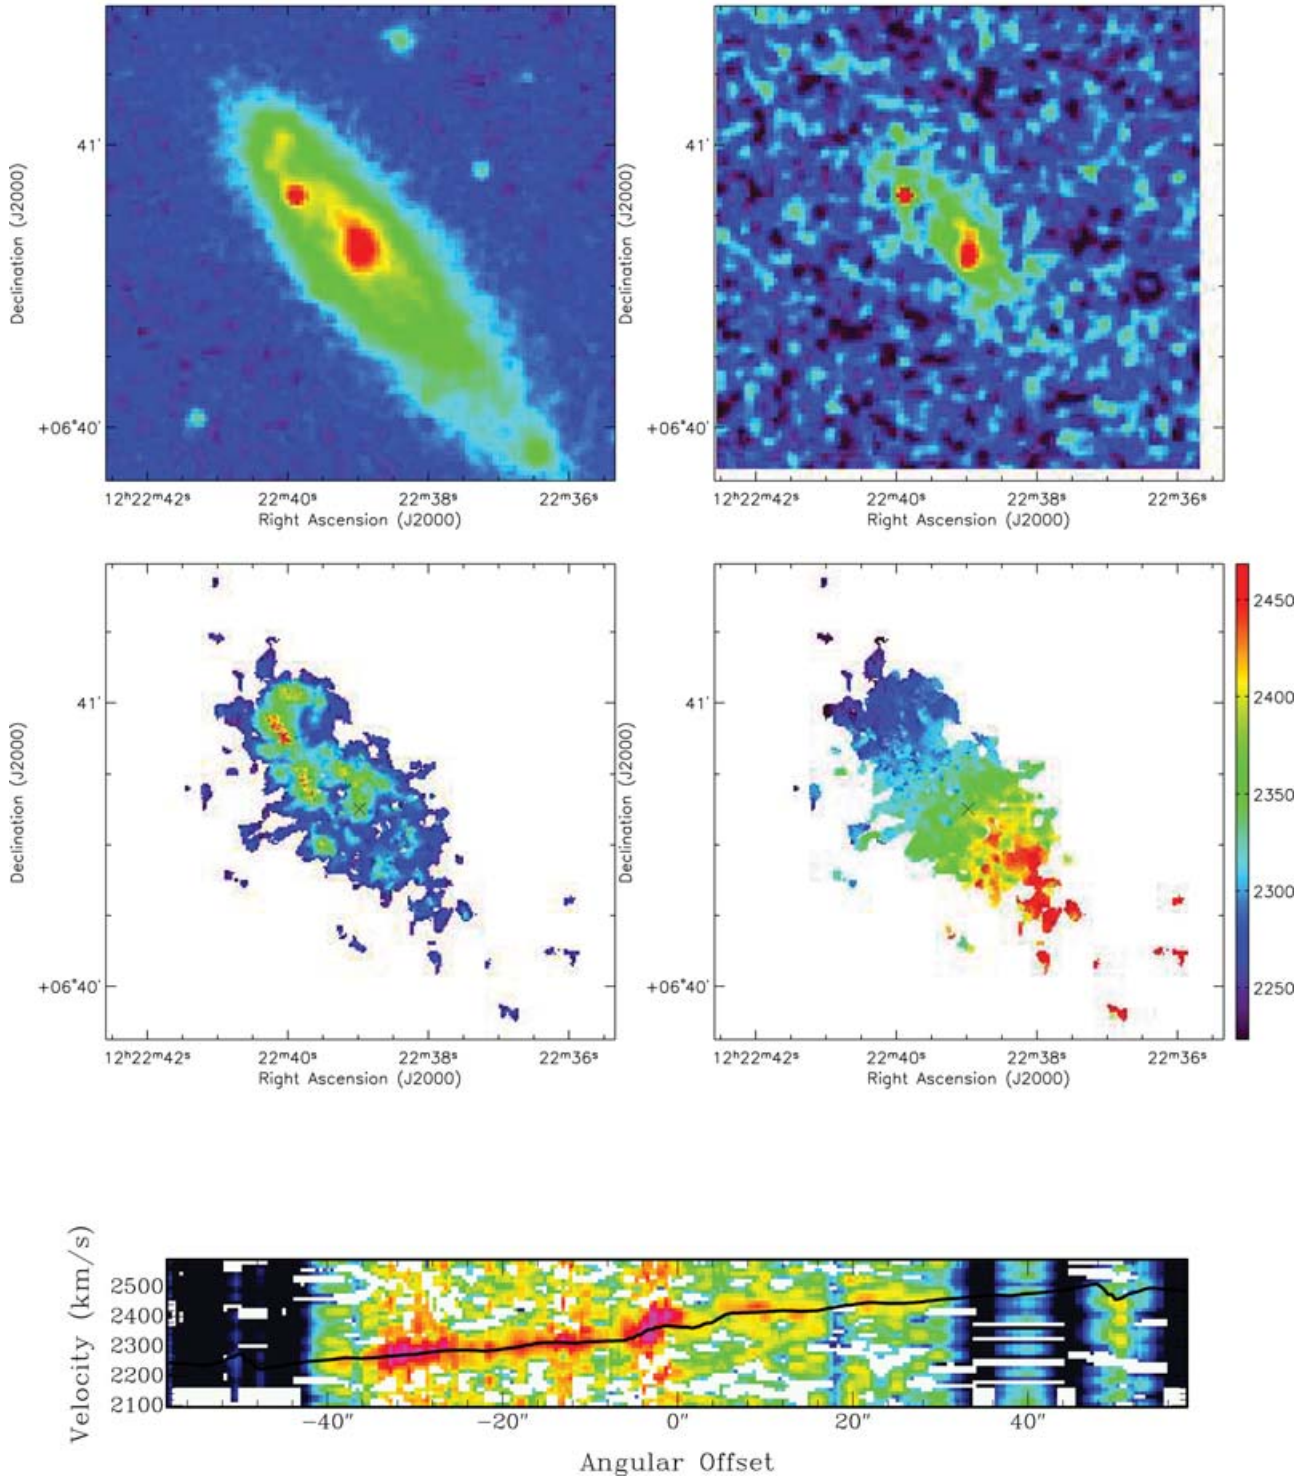 41'
+06°40'
Declination (J2000)
12ʰ22ᵐ42ˢ
22ᵐ40ˢ
22ᵐ38ˢ
22ᵐ36ˢ
Right Ascension (J2000)
41'
+06°40'
Declination (J2000)
12ʰ22ᵐ42ˢ
22ᵐ40ˢ
22ᵐ38ˢ
22ᵐ36ˢ
Right Ascension (J2000)
41'
+06°40'
Declination (J2000)
12ʰ22ᵐ42ˢ
22ᵐ40ˢ
22ᵐ38ˢ
22ᵐ36ˢ
Right Ascension (J2000)
41'
+06°40'
Declination (J2000)
12ʰ22ᵐ42ˢ
22ᵐ40ˢ
22ᵐ38ˢ
22ᵐ36ˢ
Right Ascension (J2000)
2450
2400
2350
2300
2250
Velocity (km/s)
2500
2400
2300
2200
2100
−40"
−20"
0"
20"
40"
Angular Offset